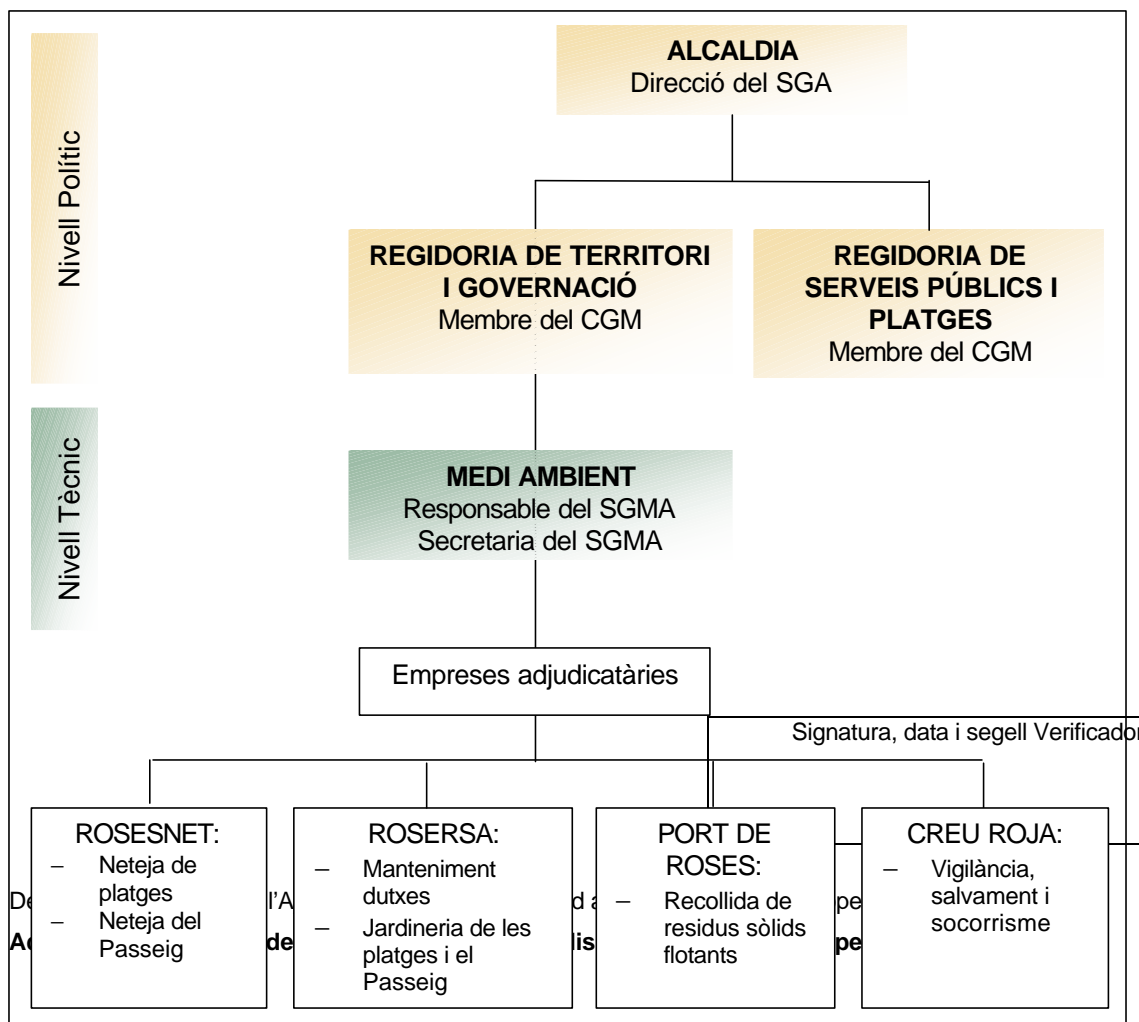 Nivell Polític
ALCALDIA
Direcció del SGA
REGIDORIA DE TERRITORI
I GOVERNACIÓ
Membre del CGM
REGIDORIA DE
SERVEIS PÚBLICS I
PLATGES
Membre del CGM
Nivell Tècnic
MEDI AMBIENT
Responsable del SGMA
Secretaria del SGMA
Empreses adjudicatàries
Signatura, data i segell Verificador
ROSESNET:
– Neteja de
platges
– Neteja del
Passeig
ROSERSA:
– Manteniment
dutxes
– Jardineria de les
platges i el
Passeig
PORT DE
ROSES:
– Recollida de
residus sòlids
flotants
CREU ROJA:
– Vigilància,
salvament i
socorrisme